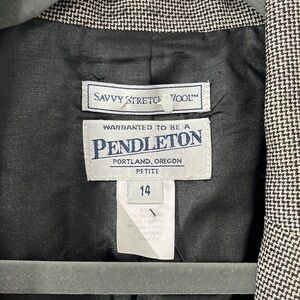 SAVVY STRETCH WOOL™
WARRANTED TO BE A
PENDLETON
PORTLAND, OREGON
PETITE
14